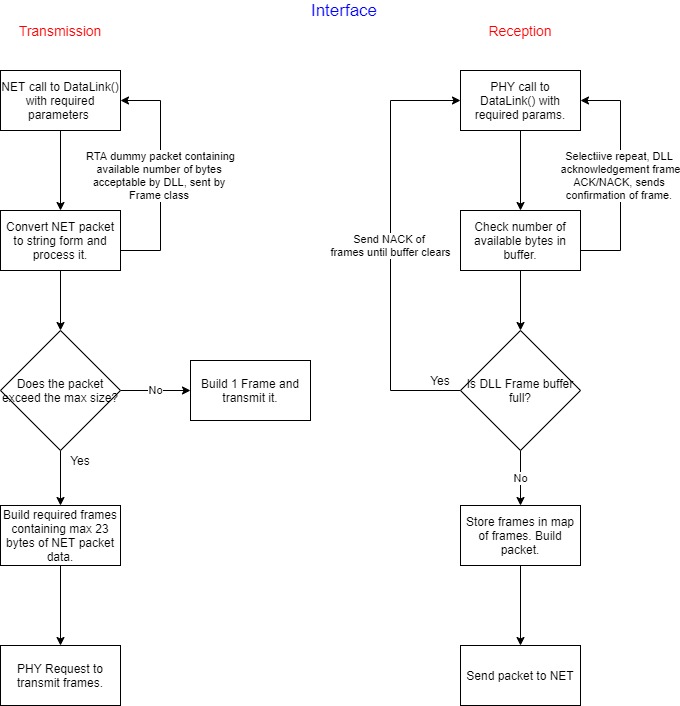 Interface
Transmission
NET call to DataLink()
with required
parameters
RTA dummy packet containing
available number of bytes
acceptable by DLL, sent by
Frame class
Convert NET packet
to string form and
process it.
Does the packet
exceed the max size?
No
Build 1 Frame and
transmit it.
Yes
Build required frames
containing max 23
bytes of NET packet
data.
PHY Request to
transmit frames.
Reception
PHY call to
DataLink() with
required params.
Selectiive repeat, DLL
acknowledgement frame
ACK/NACK, sends
confirmation of frame.
Check number of
available bytes in
buffer.
Send NACK of
frames until buffer clears
Yes
Is DLL Frame buffer
full?
No
Store frames in map
of frames. Build
packet.
Send packet to NET